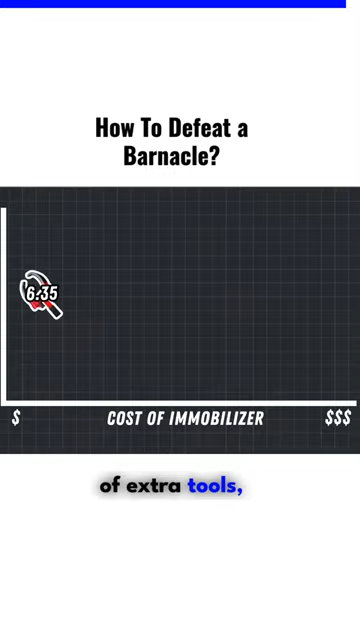 How To Defeat a
Barnacle?
6:35
$ COST OF IMMOBILIZER $$$
of extra tools,